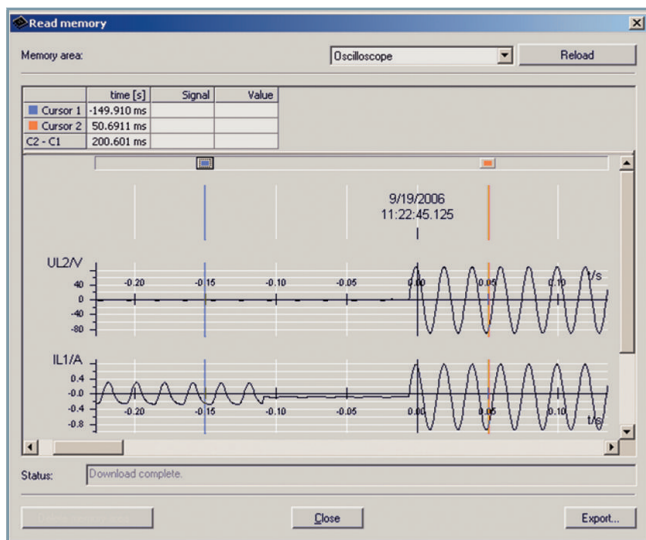 Read memory
Memory area:
Oscilloscope
Reload
time [s] Signal Value
Cursor 1 -149.910 ms
Cursor 2 50.6911 ms
C2 - C1 200.601 ms
9/19/2006
11:22:45.125
UL2/V
40
0
-40
-80
-0.20 -0.15 -0.10 -0.05 0.00 0.05 0.10 t/s
IL1/A
0.4
-0.0
-0.4
-0.8
-0.20 -0.15 -0.10 -0.05 0.00 0.05 0.10 t/s
Status: Download complete.
Close
Export...